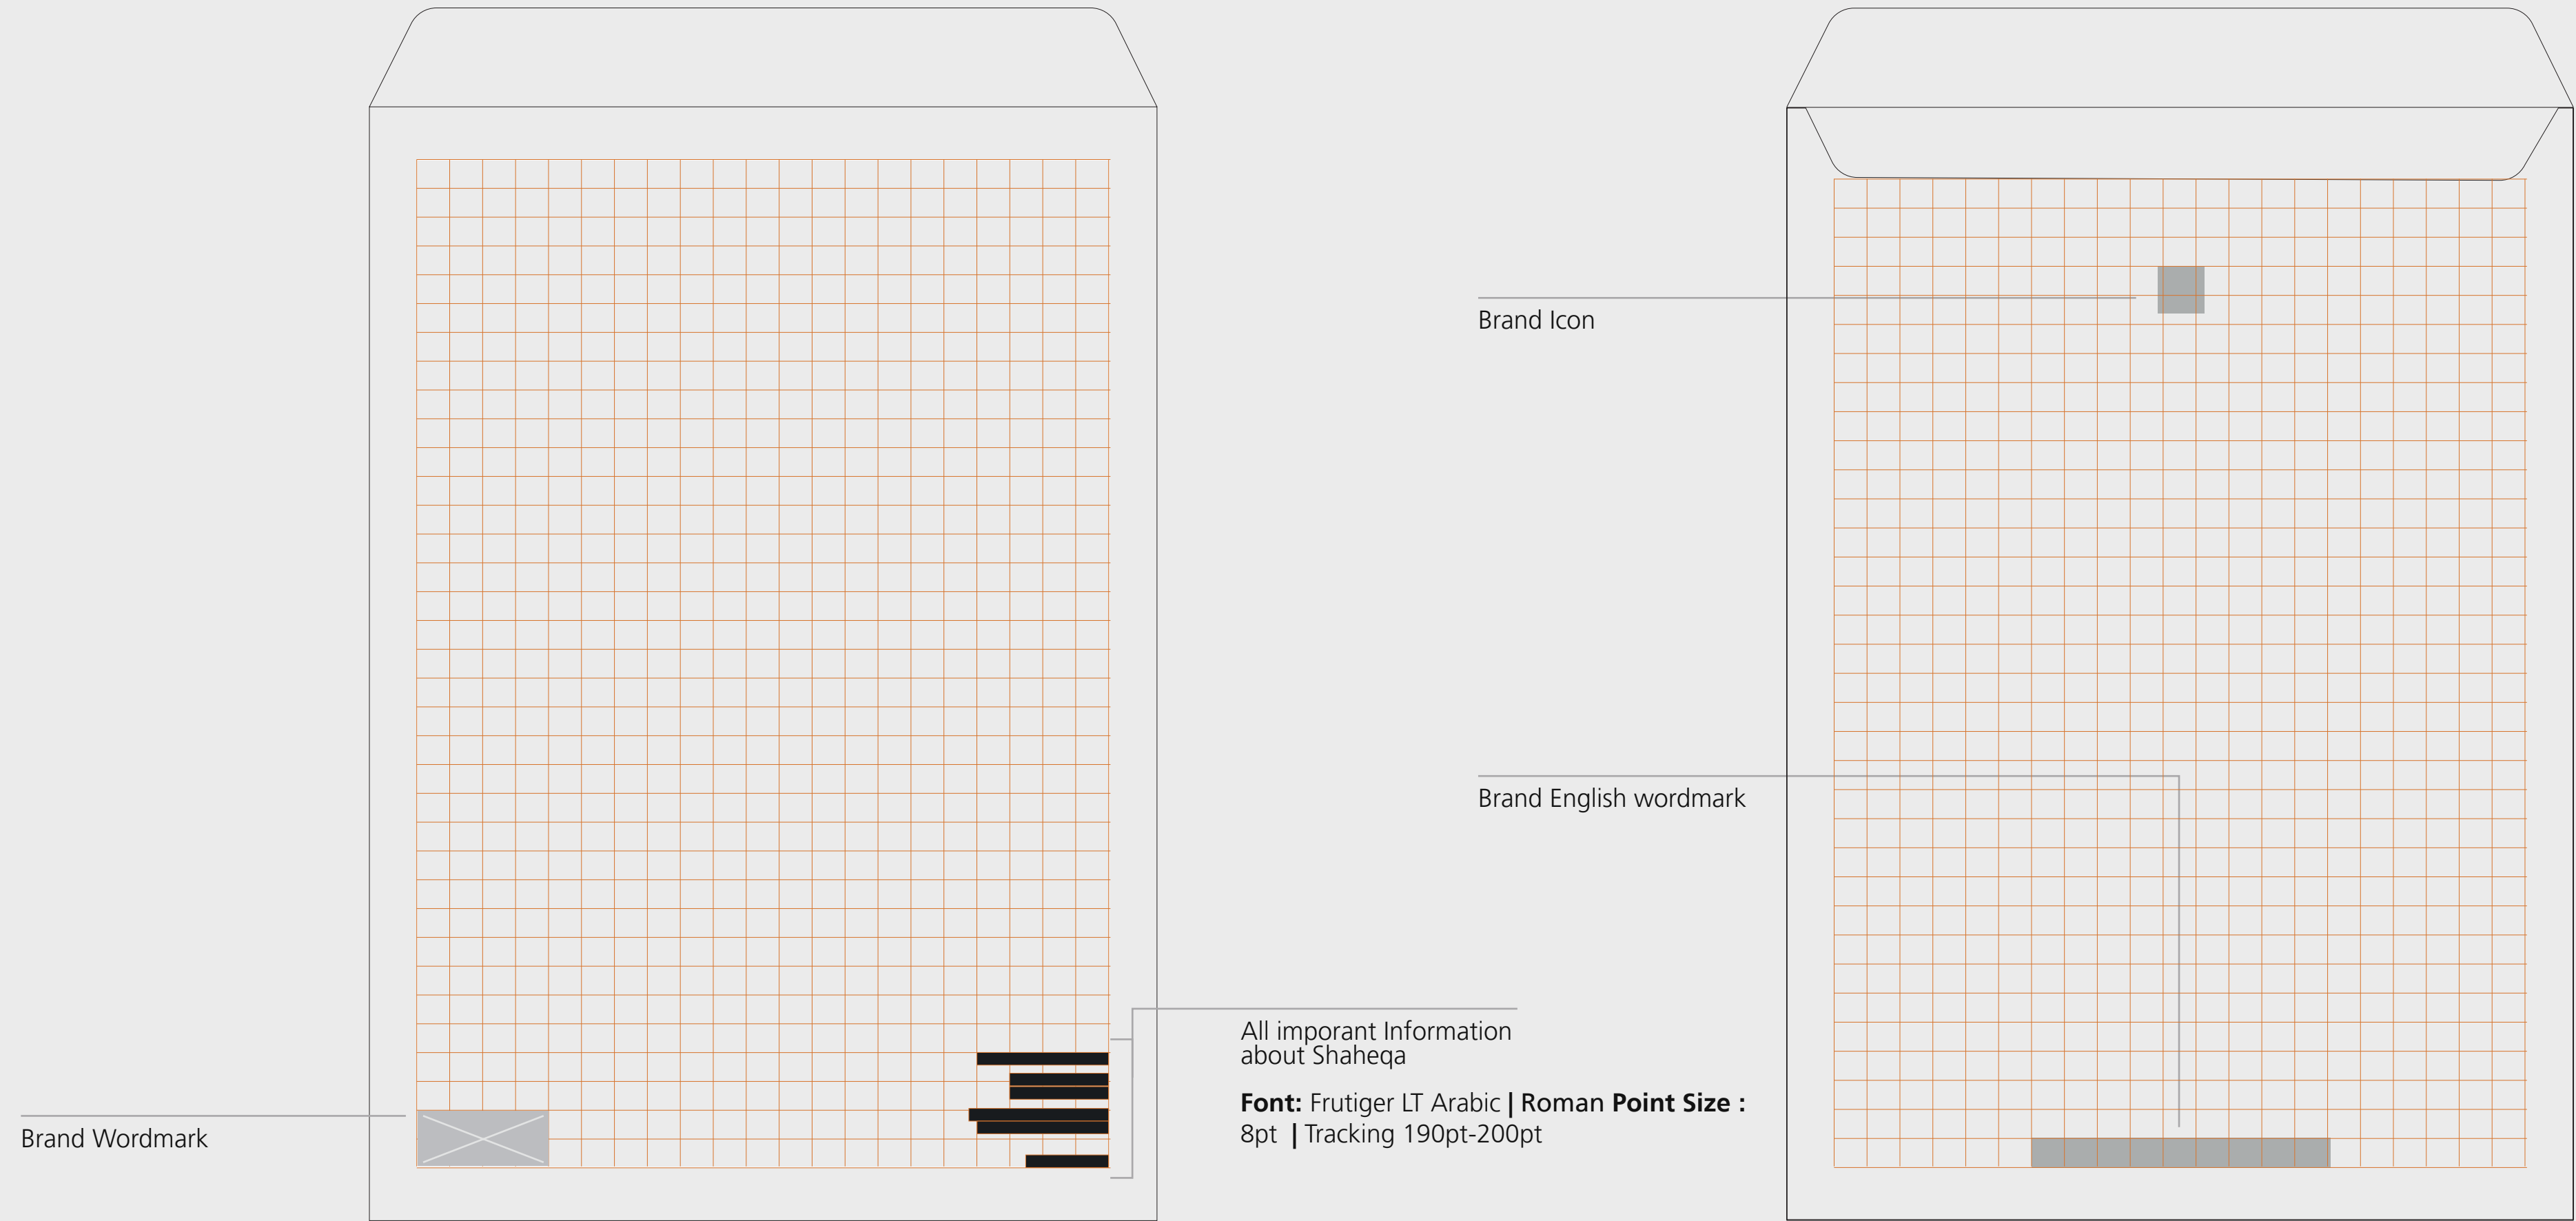 Brand Wordmark
All imporant Information
about Shaheqa
Font: Frutiger LT Arabic | Roman Point Size :
8pt | Tracking 190pt-200pt
Brand Icon
Brand English wordmark